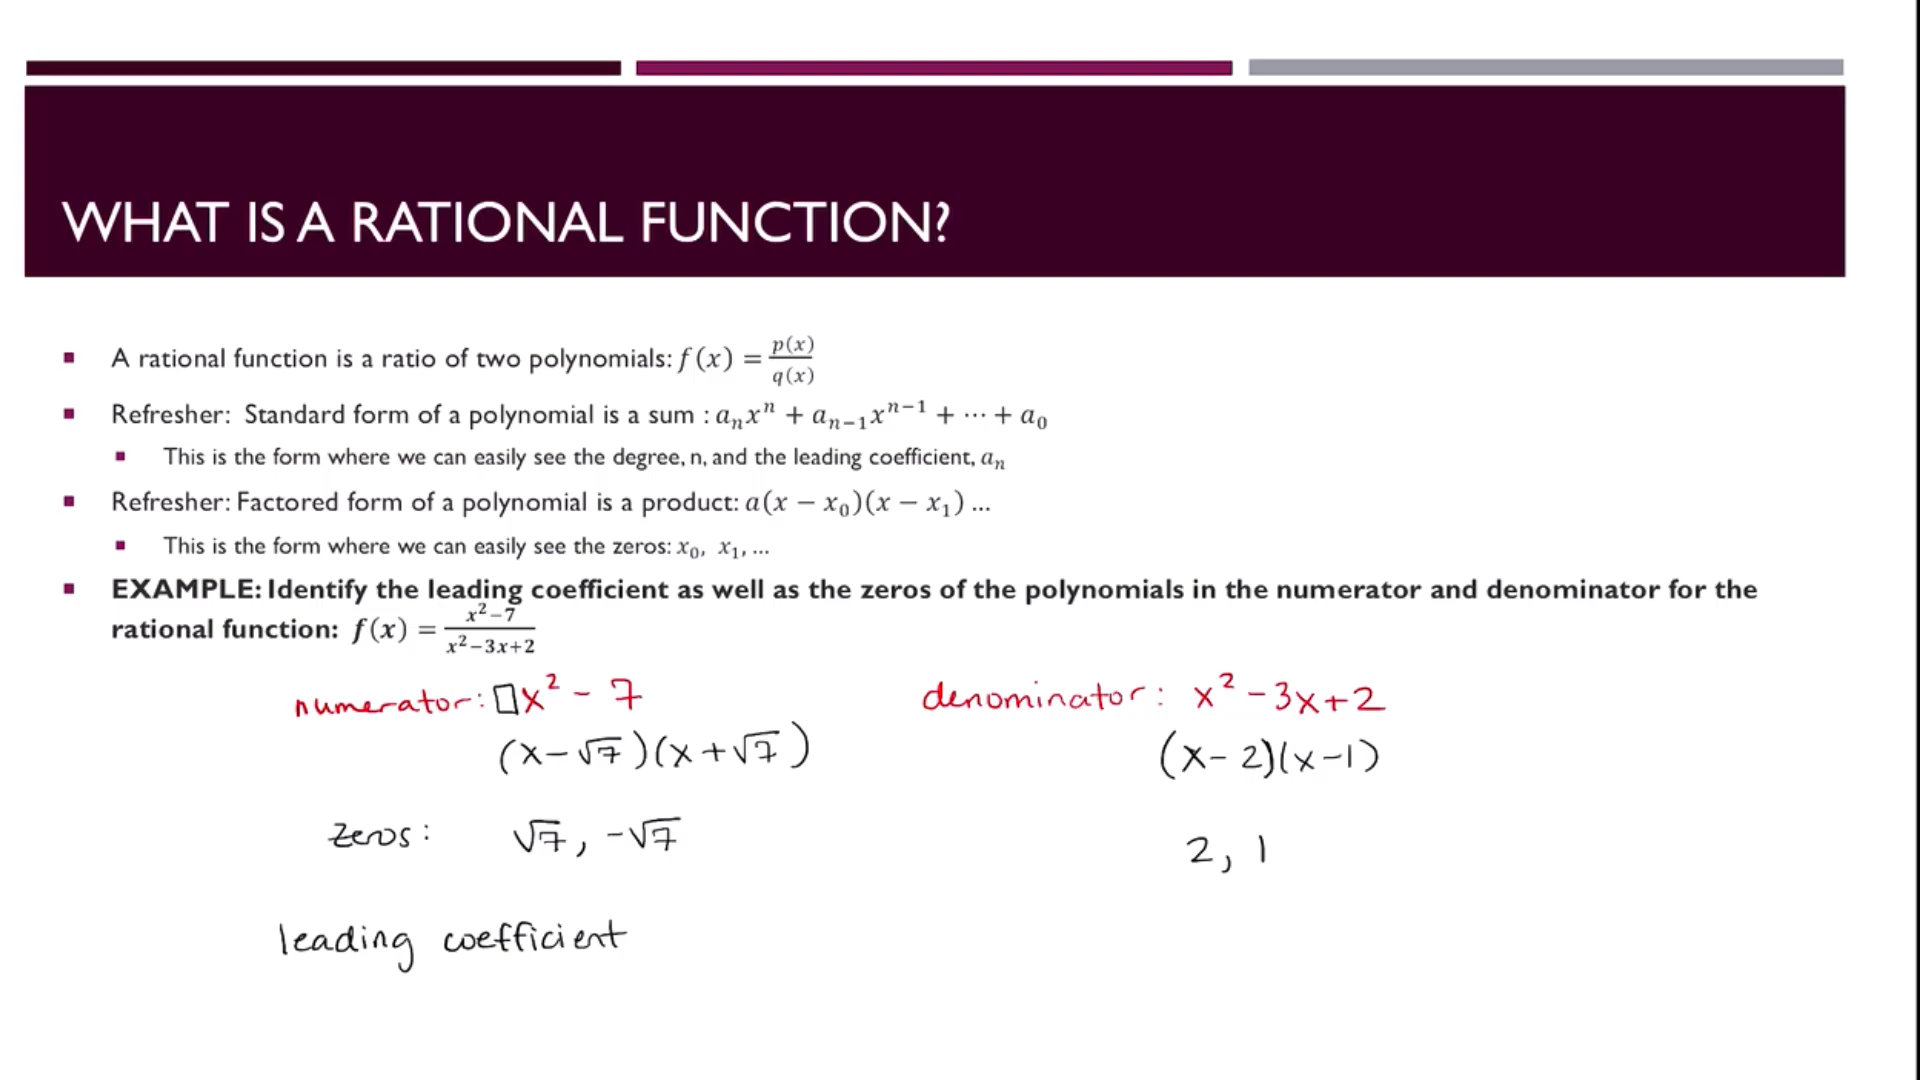 WHAT IS A RATIONAL FUNCTION?
A rational function is a ratio of two polynomials: f(x) = p(x)/q(x)
Refresher: Standard form of a polynomial is a sum : aₙxⁿ + aₙ₋₁xⁿ⁻¹ + ⋯ + a₀
This is the form where we can easily see the degree, n, and the leading coefficient, aₙ
Refresher: Factored form of a polynomial is a product: a(x − x₀)(x − x₁) ...
This is the form where we can easily see the zeros: x₀, x₁, ...
EXAMPLE: Identify the leading coefficient as well as the zeros of the polynomials in the numerator and denominator for the
rational function: f(x) = x²−7/x²−3x+2
numerator: □x² - 7 denominator: x² - 3x + 2
(x - √7)(x + √7) (x - 2)(x - 1)
zeros: √7, -√7 2, 1
leading coefficient